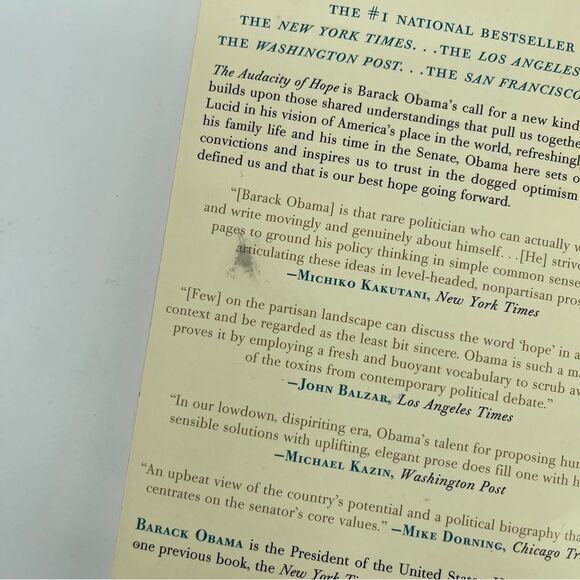 THE #1 NATIONAL BESTSELLER
THE NEW YORK TIMES...THE LOS ANGELES
THE WASHINGTON POST...THE SAN FRANCISCO
The Audacity of Hope is Barack Obama's call for a new kind
builds upon those shared understandings that pull us togethe
Lucid in his vision of America's place in the world, refreshingl
his family life and his time in the Senate, Obama here sets o
convictions and inspires us to trust in the dogged optimism
defined us and that is our best hope going forward.
"[Barack Obama] is that rare politician who can actually w
and write movingly and genuinely about himself...[He] strive
pages to ground his policy thinking in simple common sense
articulating these ideas in level-headed, nonpartisan pros
—MICHIKO KAKUTANI, New York Times
"[Few] on the partisan landscape can discuss the word 'hope' in a
context and be regarded as the least bit sincere. Obama is such a ma
proves it by employing a fresh and buoyant vocabulary to scrub aw
of the toxins from contemporary political debate."
—JOHN BALZAR, Los Angeles Times
"In our lowdown, dispiriting era, Obama's talent for proposing hum
sensible solutions with uplifting, elegant prose does fill one with h
—MICHAEL KAZIN, Washington Post
"An upbeat view of the country's potential and a political biography tha
centrates on the senator's core values." —MIKE DORNING, Chicago Tr
BARACK OBAMA is the President of the United States.
one previous book, the New York